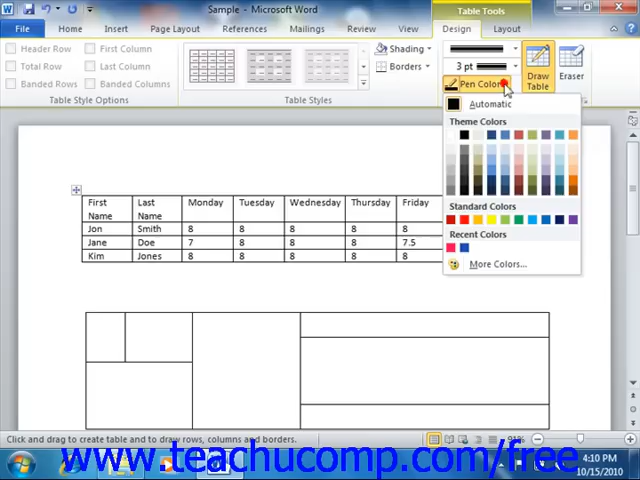 Sample - Microsoft Word
Table Tools
File
Home
Insert
Page Layout
References
Mailings
Review
View
Design
Layout
Header Row
First Column
Total Row
Last Column
Banded Rows
Banded Columns
Table Style Options
Table Styles
Shading
Borders
3 pt
Pen Color
Draw
Table
Eraser
Automatic
Theme Colors
Standard Colors
Recent Colors
More Colors...
First Name Last Name Monday Tuesday Wednesday Thursday Friday
Jon Smith 8 8 8 8 8
Jane Doe 7 8 8 8 7.5
Kim Jones 8 8 8 8 8
Click and drag to create table and to draw rows, columns and borders.
91%
www.teachucomp.com/free
4:10 PM
10/15/2010